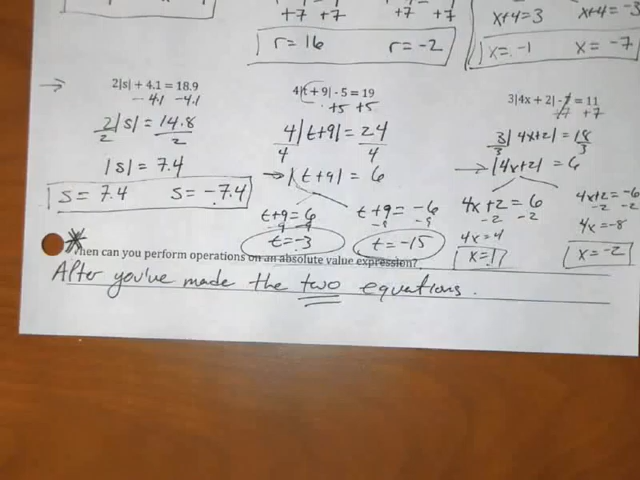 +7 +7 +7 +7
r = 16 r = -2
x+4 = 3 x+4 = -3
x = -1 x = -7
2|s| + 4.1 = 18.9
-4.1 -4.1
2|s| = 14.8
2 2
|s| = 7.4
s = 7.4 s = -7.4
4|t + 9| - 5 = 19
+5 +5
4|t+9| = 24
4 4
→ |t+9| = 6
t+9 = 6 t+9 = -6
-9 -9 -9
t = -3 t = -15
3|4x + 2| - 7 = 11
+7 +7
3|4x+2| = 18
3 3
→ |4x+2| = 6
4x+2 = 6 4x+2 = -6
-2 -2 -2 -2
4x = 4 4x = -8
x = 1 x = -2
When can you perform operations on an absolute value expression?
After you've made the two equations.